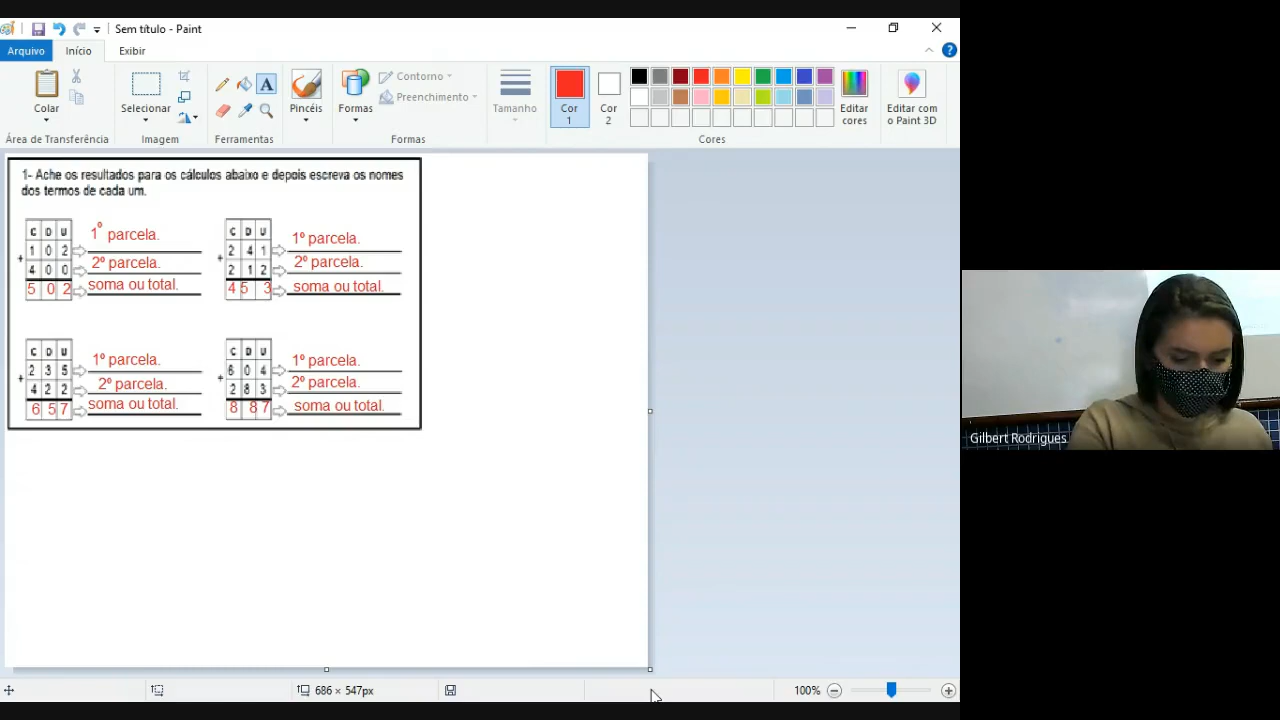 Sem título - Paint
Arquivo
Início
Exibir
Colar
Selecionar
A
Pincéis
Formas
Contorno
Preenchimento
Tamanho
Cor 1
Cor 2
Editar cores
Editar com o Paint 3D
Área de Transferência
Imagem
Ferramentas
Formas
Cores
1- Ache os resultados para os cálculos abaixo e depois escreva os nomes
dos termos de cada um.
C D U
1 0 2 1º parcela.
+ 4 0 0 2º parcela.
5 0 2 soma ou total.
C D U
2 4 1 1º parcela.
+ 2 1 2 2º parcela.
4 5 3 soma ou total.
C D U
2 3 5 1º parcela.
+ 4 2 2 2º parcela.
6 5 7 soma ou total.
C D U
6 0 4 1º parcela.
+ 2 8 3 2º parcela.
8 8 7 soma ou total.
Gilbert Rodrigues
686 × 547px
100%